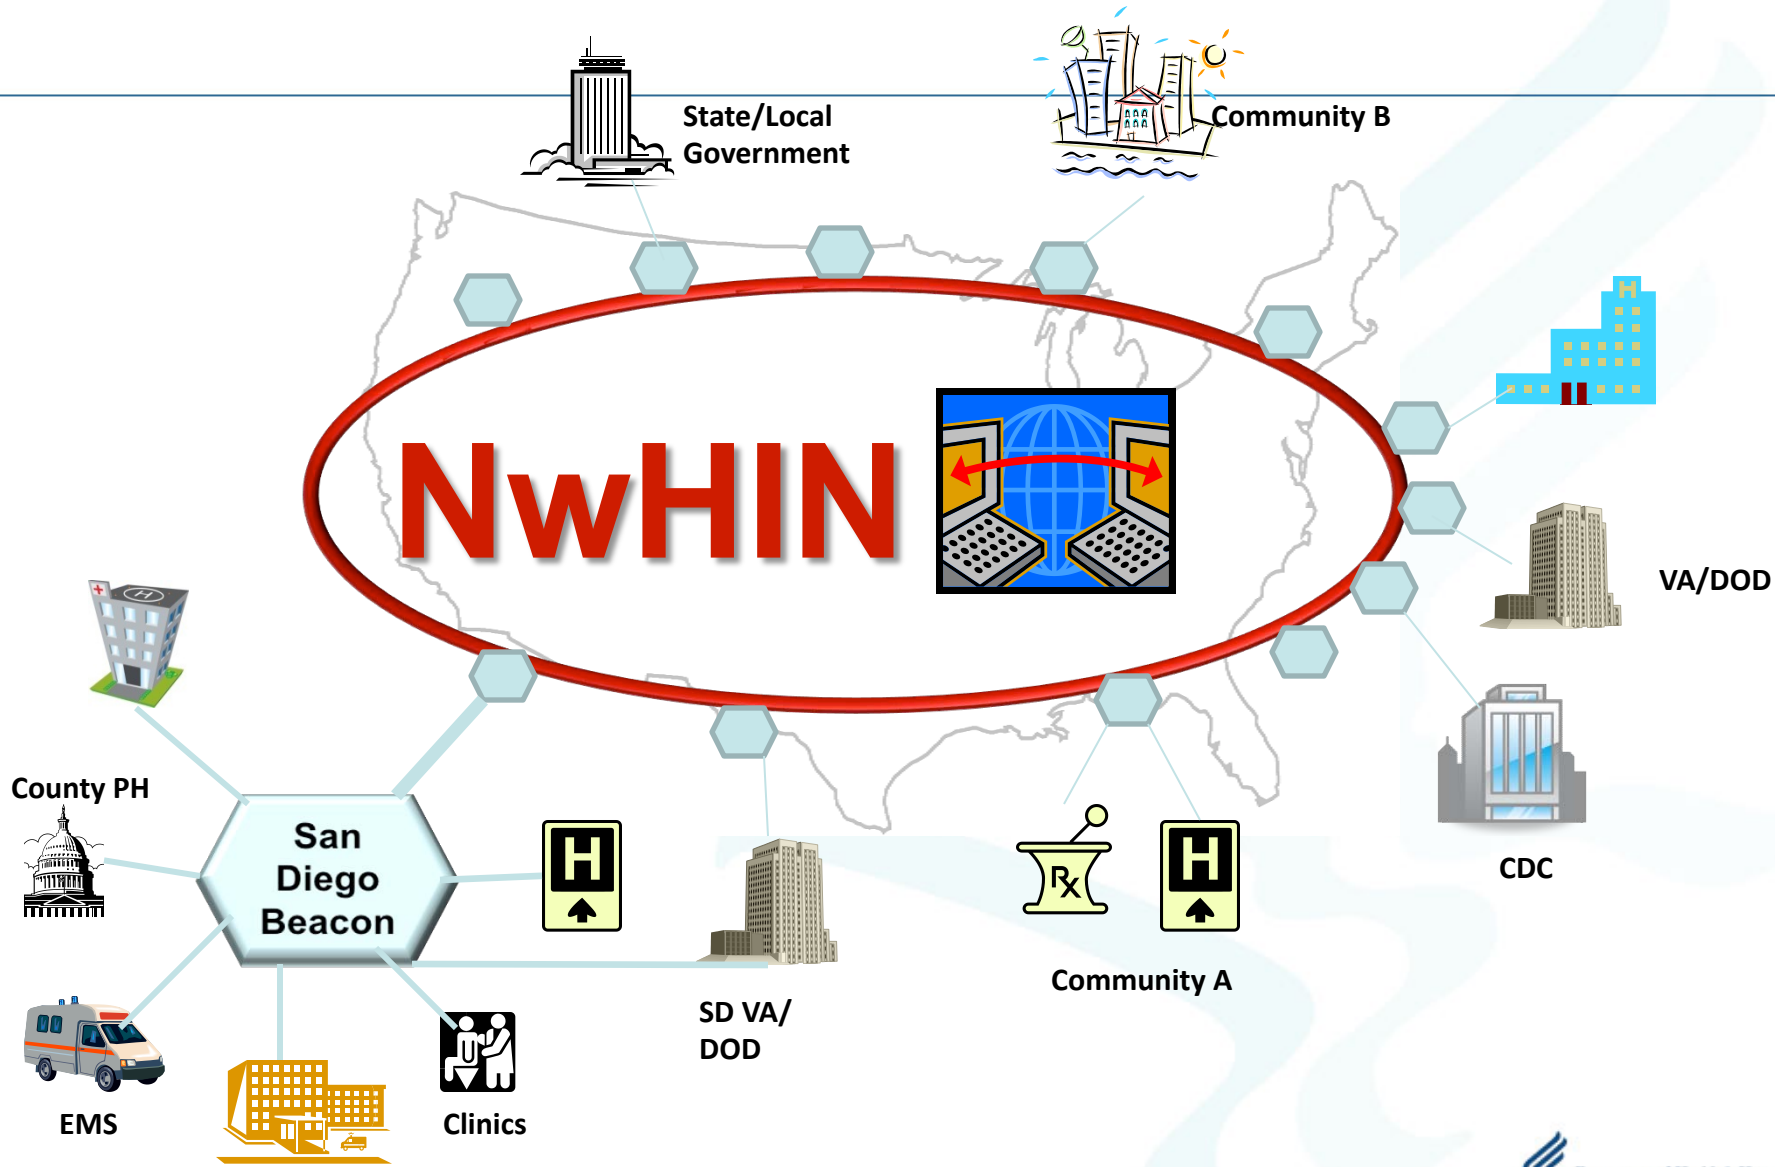 State/Local
Government
Community B
H
NwHIN
VA/DOD
H
County PH
San
Diego
Beacon
H
Rx
H
CDC
Community A
SD VA/
DOD
EMS
Clinics